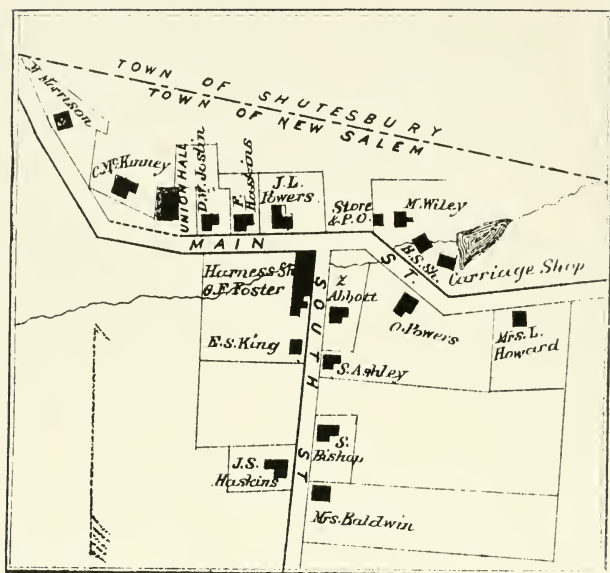 TOWN OF SHUTESBURY
TOWN OF NEW SALEM
M. Morrison
C. McKinney
UNION HALL
D.W. Joslin
F. Haskins
J.L.
Powers
Store
& P.O.
M. Wiley
B.S. Sh.
Carriage Shop
MAIN ST.
Harness Sh.
G.F. Foster
SOUTH ST
Z
Abbott
O. Powers
Mrs. L.
Howard
E.S. King
S. Ashley
S.
Bishop
J.S.
Haskins
Mrs. Baldwin